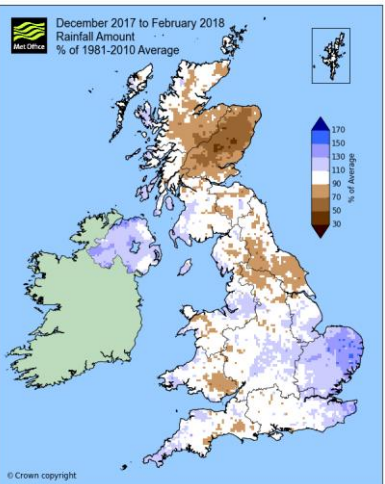 December 2017 to February 2018
Rainfall Amount
% of 1981-2010 Average
Met Office
170
150
130
110
90
70
50
30
% of Average
© Crown copyright